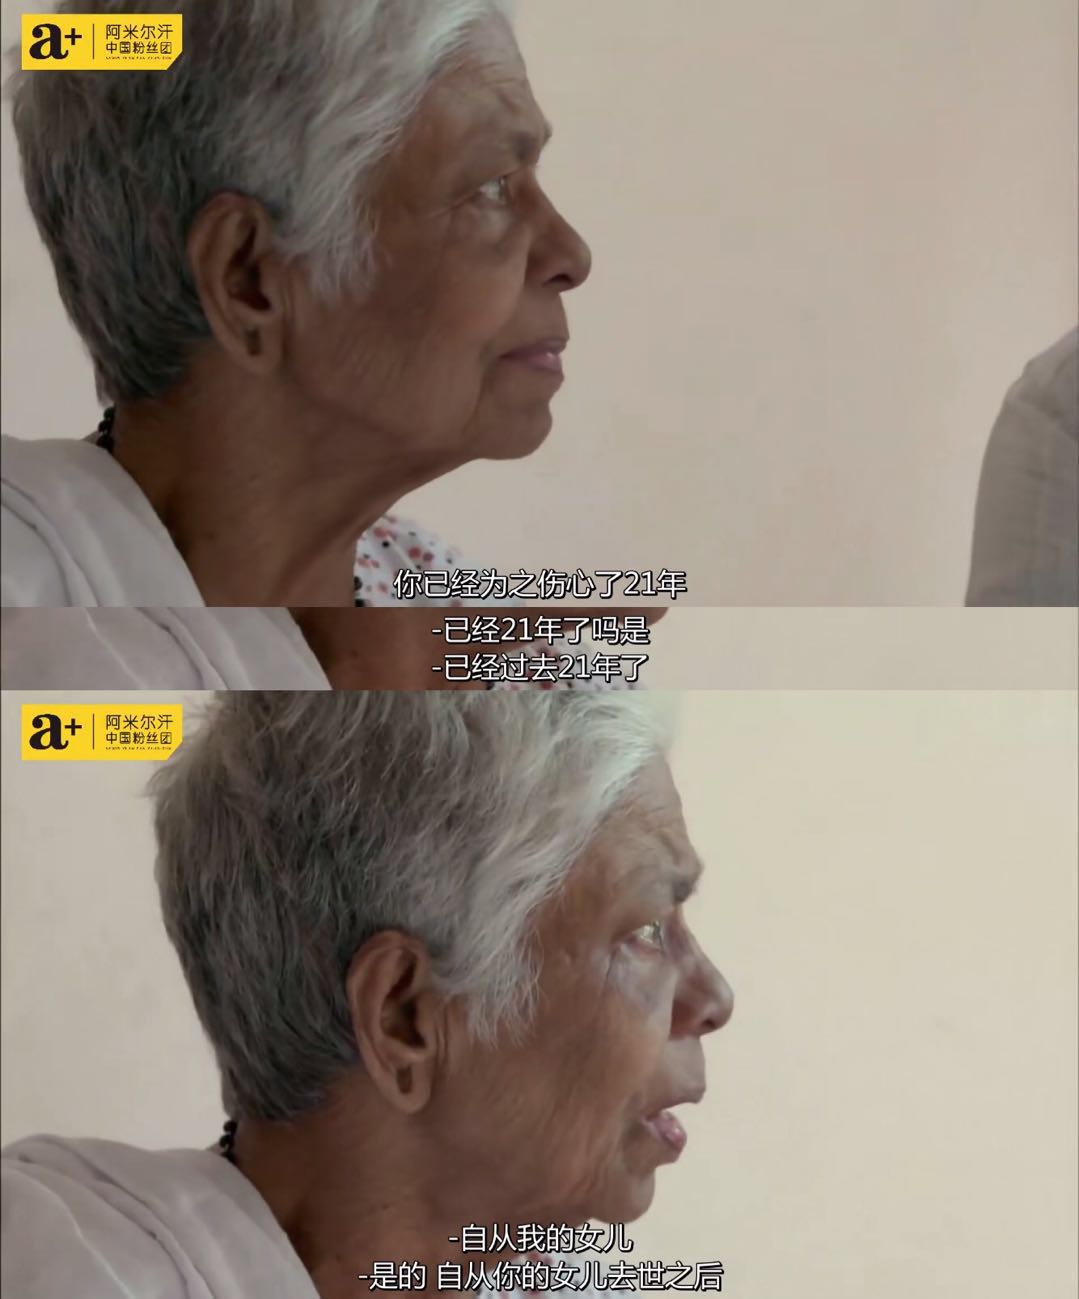 a+
阿米尔汗
中国粉丝团
你已经为之伤心了21年
-已经21年了吗是
-已经过去21年了
a+
阿米尔汗
中国粉丝团
-自从我的女儿
-是的 自从你的女儿去世之后